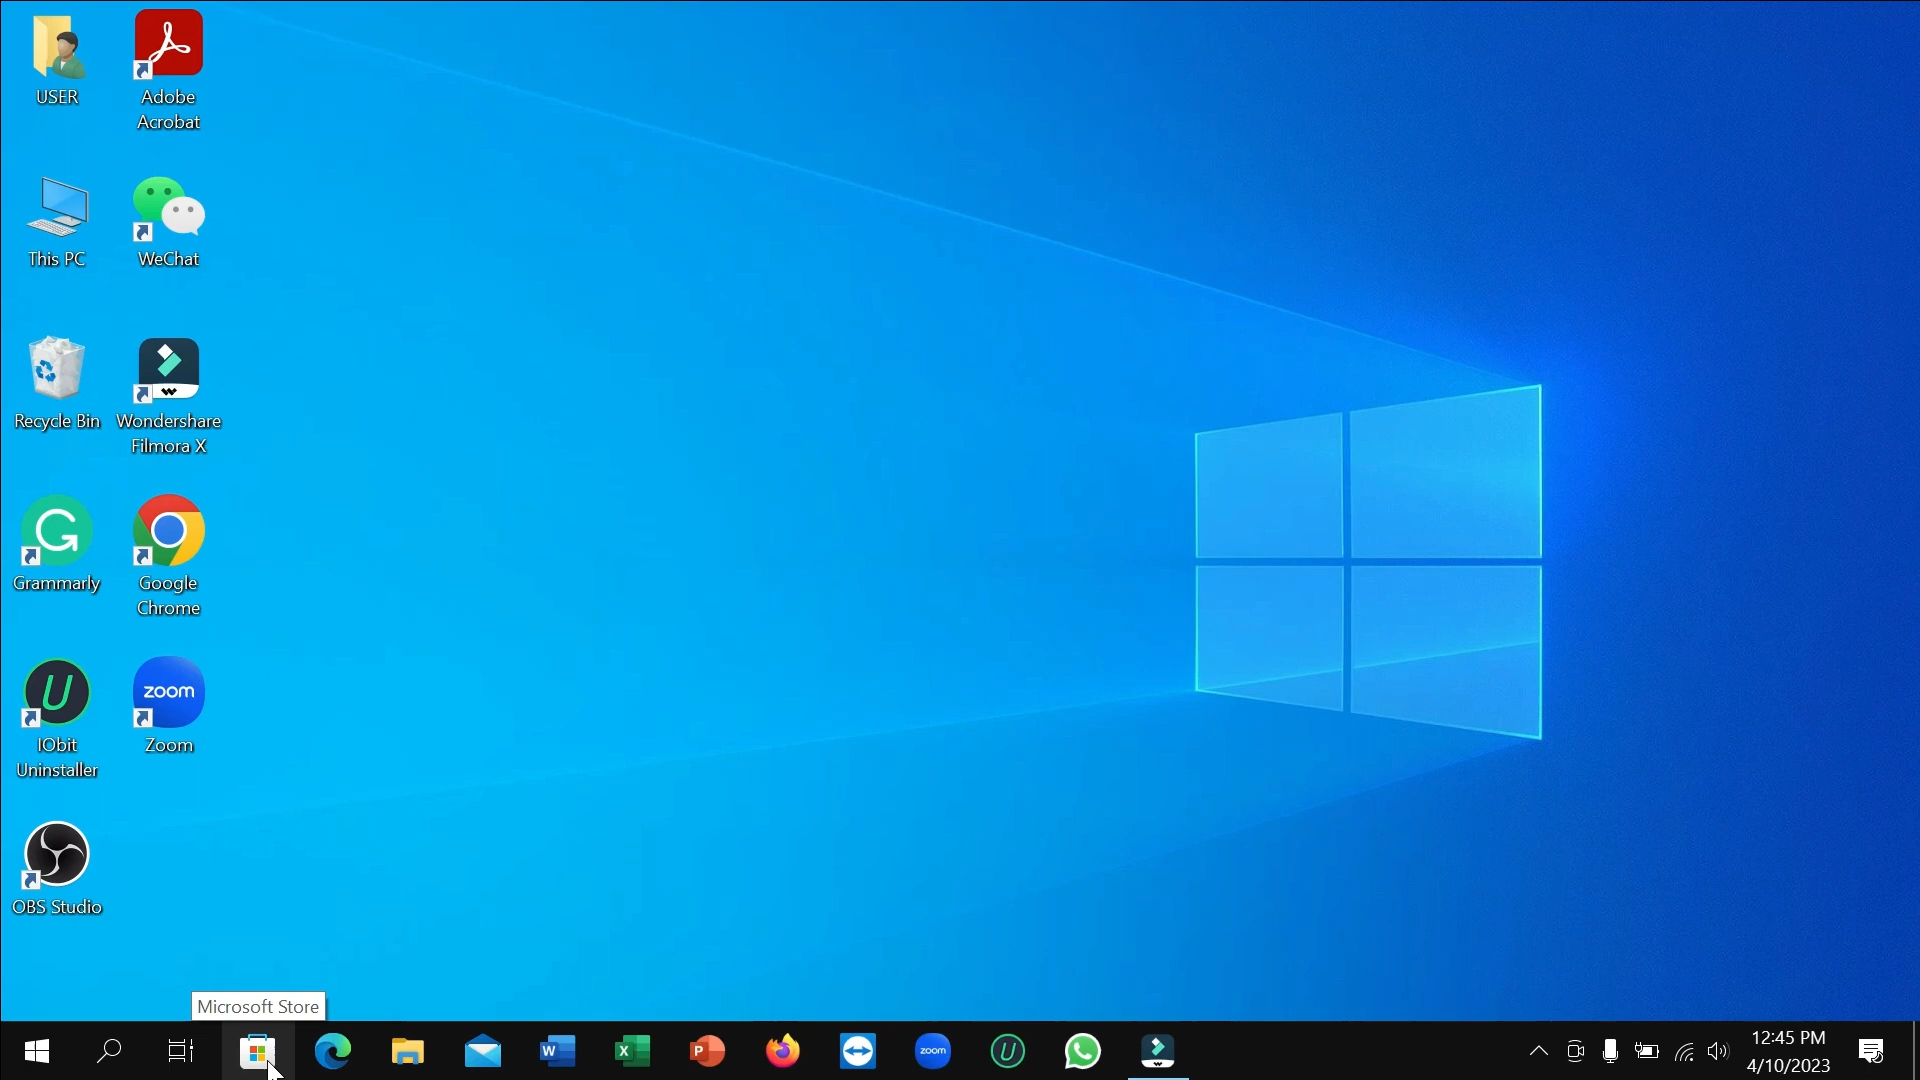 USER
Adobe
Acrobat
This PC
WeChat
Recycle Bin
Wondershare
Filmora X
Grammarly
Google
Chrome
IObit
Uninstaller
zoom
Zoom
OBS Studio
Microsoft Store
W
X
P
zoom
12:45 PM
4/10/2023